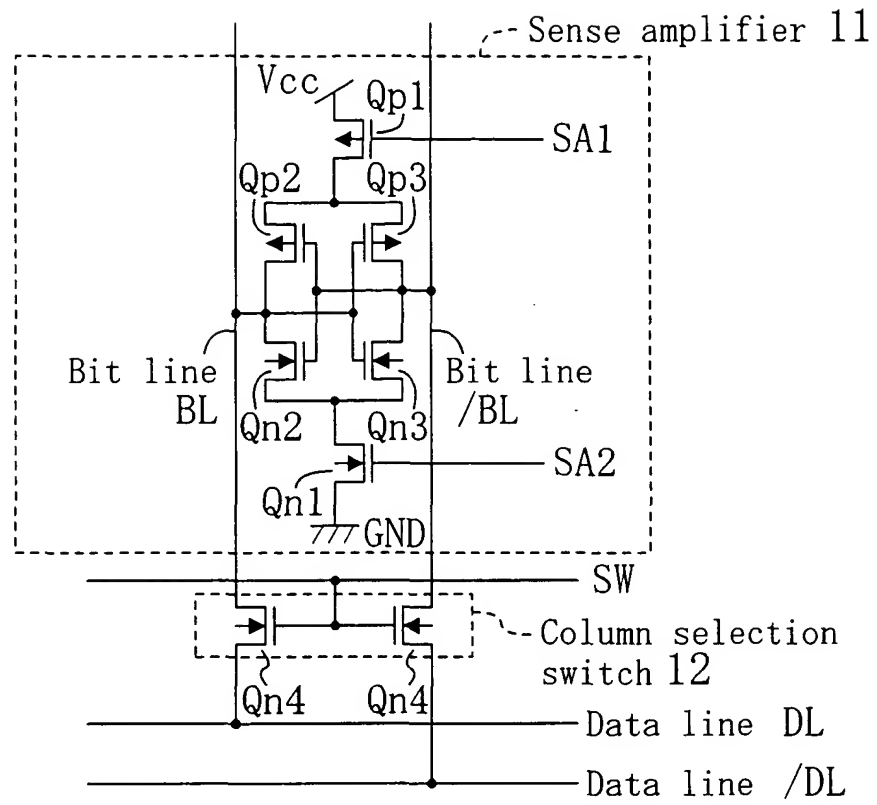 Sense amplifier 11
Vcc
Qp1
SA1
Qp2
Qp3
Bit line
BL
Bit line
/BL
Qn2
Qn3
Qn1
SA2
GND
SW
Column selection
switch 12
Qn4
Qn4
Data line DL
Data line /DL